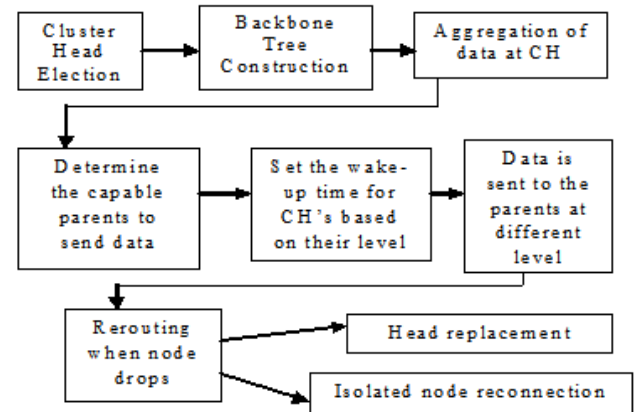 Cluster
Head
Election
Backbone
Tree
Construction
Aggregation of
data at CH
Determine
the capable
parents to
send data
Set the wake-
up time for
CH's based
on their level
Data is
sent to the
parents at
different
level
Rerouting
when node
drops
Head replacement
Isolated node reconnection